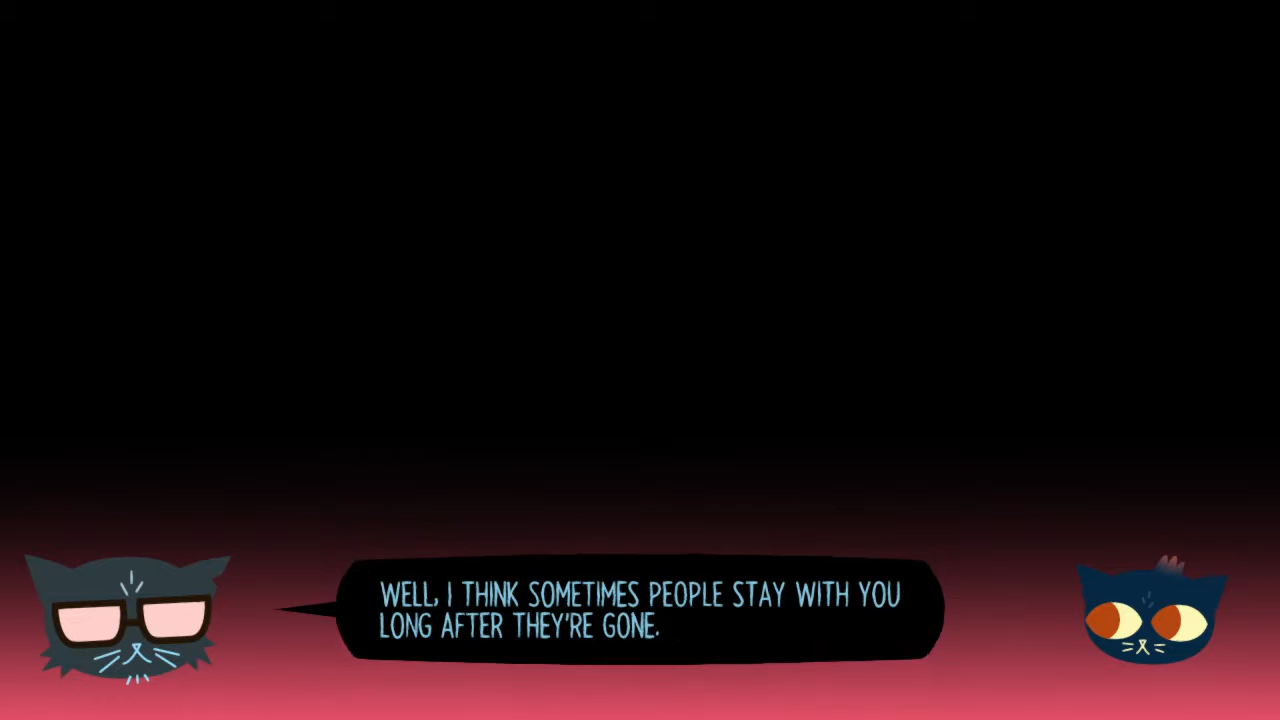 WELL, I THINK SOMETIMES PEOPLE STAY WITH YOU
LONG AFTER THEY'RE GONE.